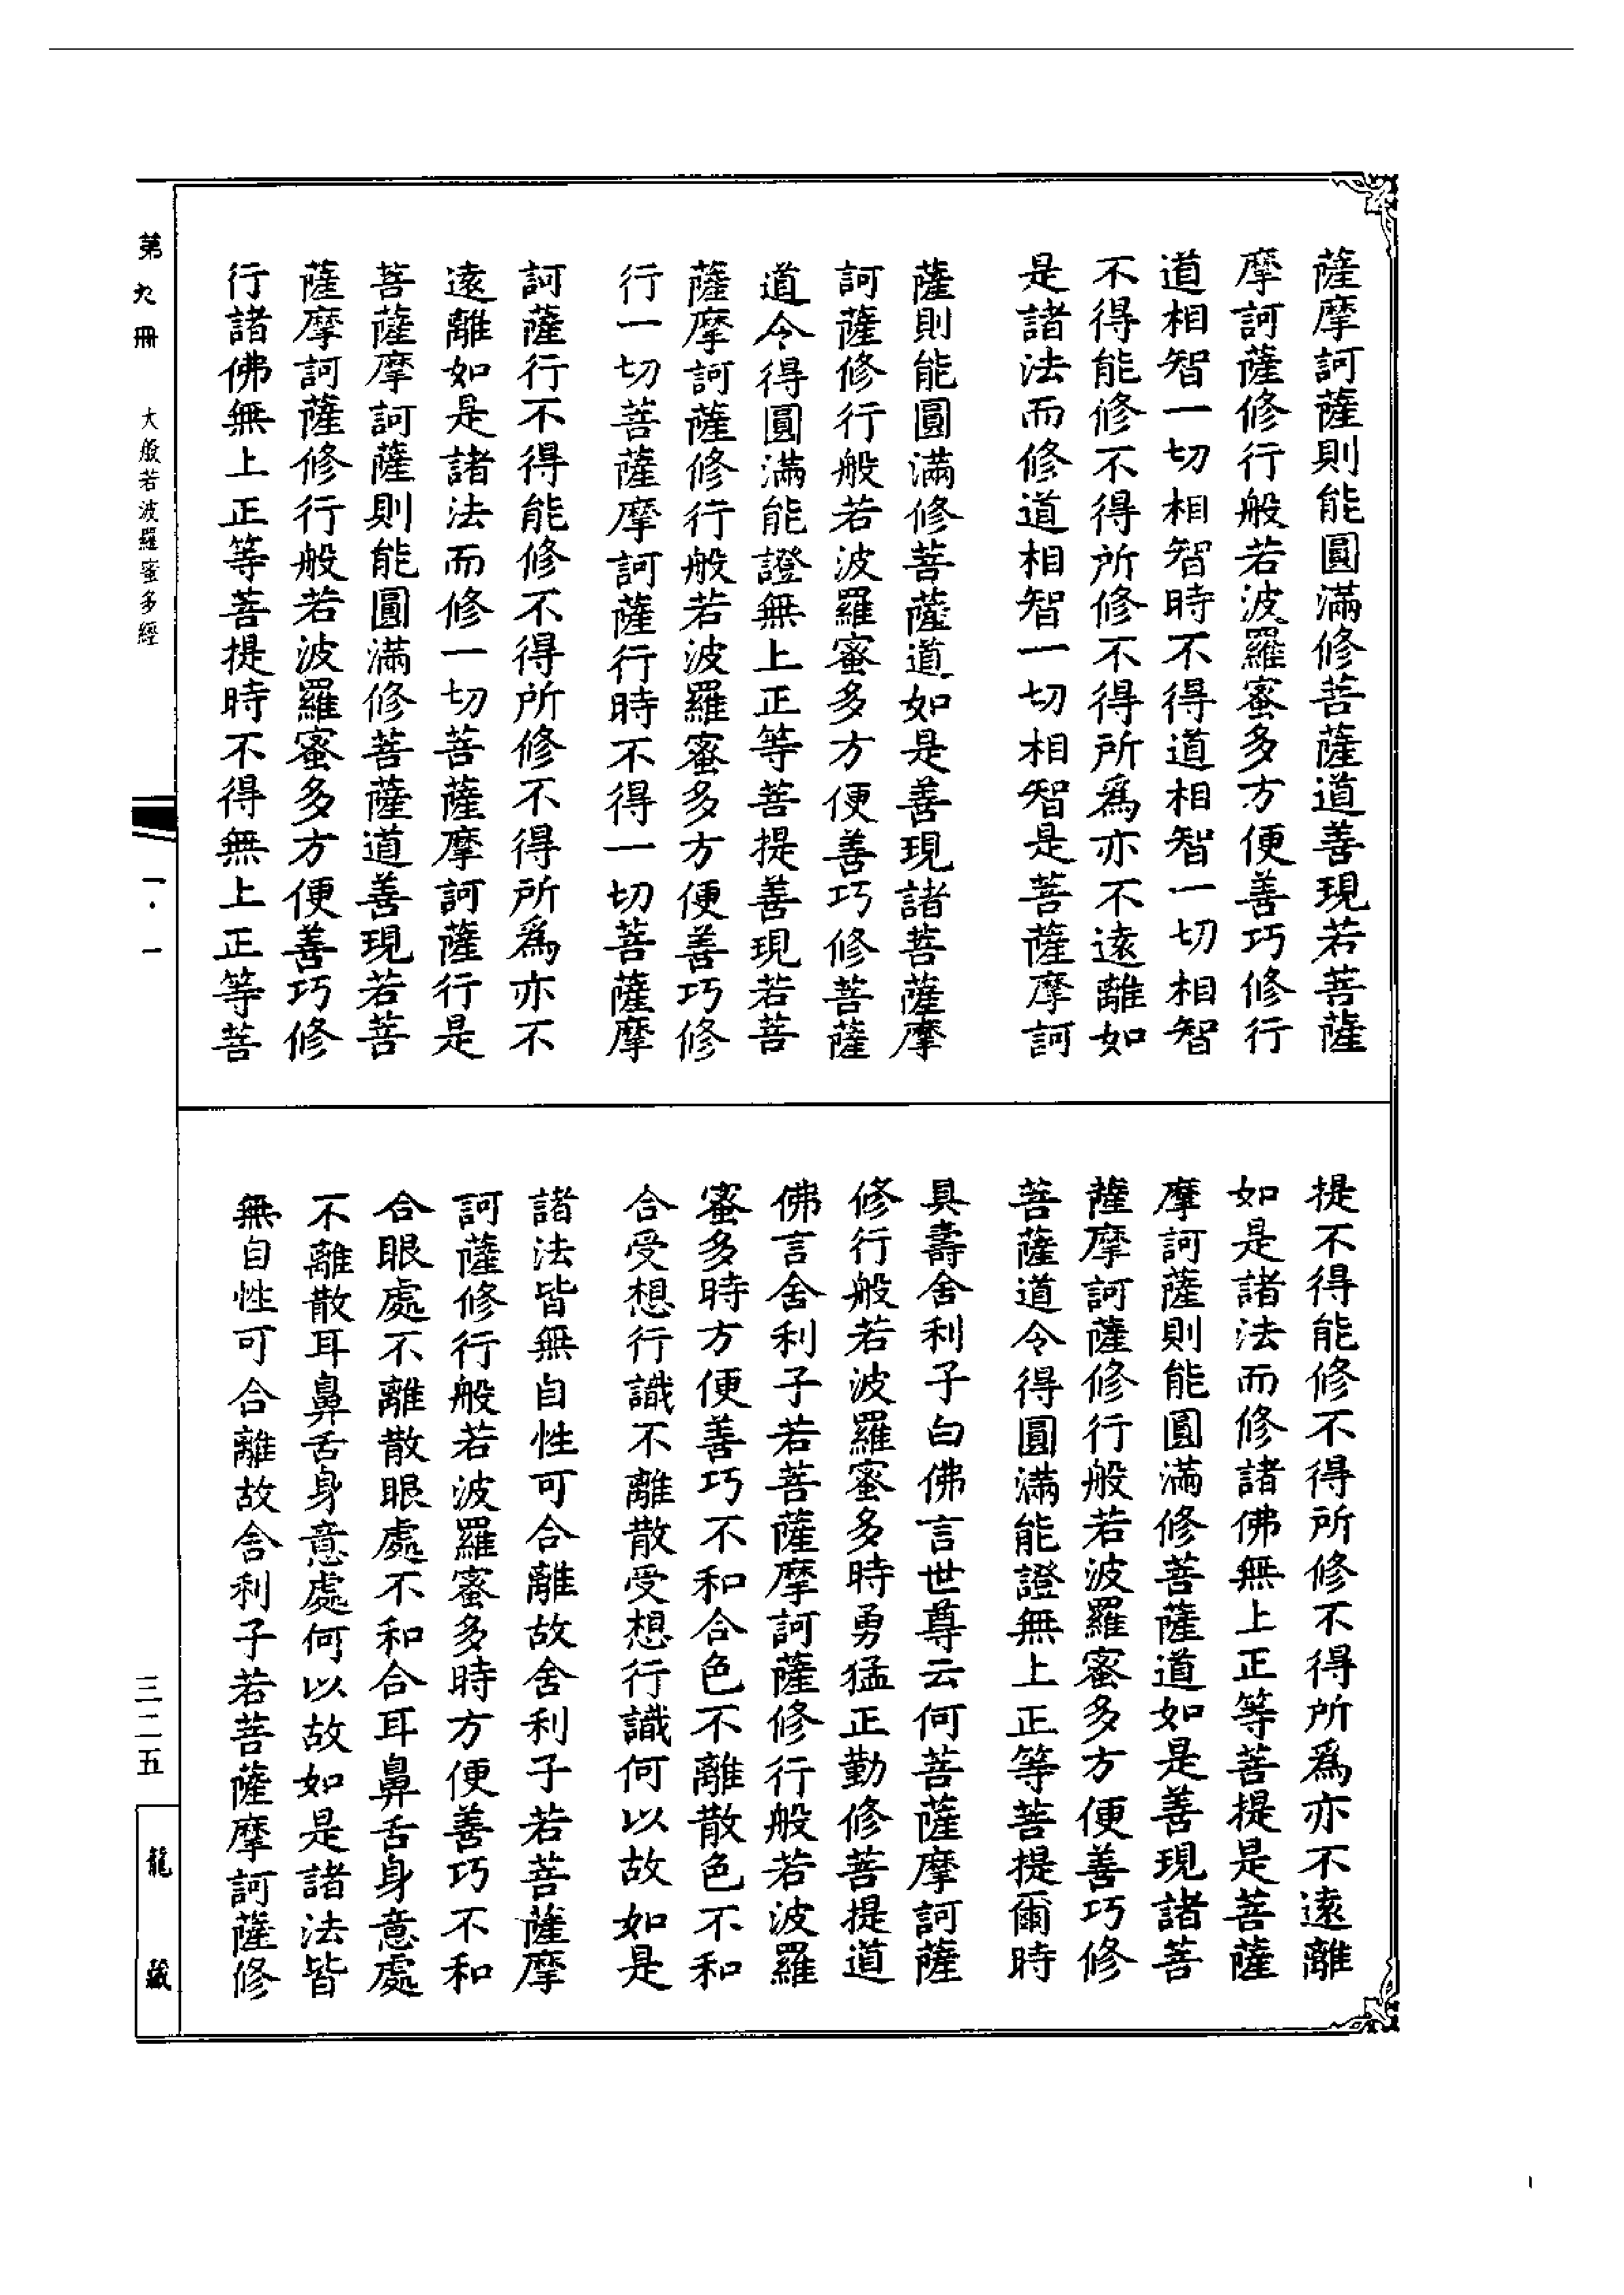 薩摩訶薩則能圓滿修菩薩道善現若菩薩
摩訶薩修行般若波羅蜜多方便善巧修行
道相智一切相智時不得道相智一切相智
不得能修不得所修不得所爲亦不遠離如
是諸法而修道相智一切相智是菩薩摩訶
薩則能圓滿修菩薩道如是善現諸菩薩摩
訶薩修行般若波羅蜜多方便善巧修菩薩
道令得圓滿能證無上正等菩提善現若菩
薩摩訶薩修行般若波羅蜜多方便善巧修
行一切菩薩摩訶薩行時不得一切菩薩摩
訶薩行不得能修不得所修不得所爲亦不
遠離如是諸法而修一切菩薩摩訶薩行是
菩薩摩訶薩則能圓滿修菩薩道善現若菩
薩摩訶薩修行般若波羅蜜多方便善巧修
行諸佛無上正等菩提時不得無上正等菩
提不得能修不得所修不得所爲亦不遠離
如是諸法而修諸佛無上正等菩提是菩薩
摩訶薩則能圓滿修菩薩道如是善現諸菩
薩摩訶薩修行般若波羅蜜多方便善巧修
菩薩道令得圓滿能證無上正等菩提爾時
具壽舍利子白佛言世尊云何菩薩摩訶薩
修行般若波羅蜜多時勇猛正勤修菩提道
佛言舍利子若菩薩摩訶薩修行般若波羅
蜜多時方便善巧不和合色不離散色不和
合受想行識不離散受想行識何以故如是
諸法皆無自性可合離故舍利子若菩薩摩
訶薩修行般若波羅蜜多時方便善巧不和
合眼處不離散眼處不和合耳鼻舌身意處
不離散耳鼻舌身意處何以故如是諸法皆
無自性可合離故舍利子若菩薩摩訶薩修
第九冊 大般若波羅蜜多經
一·一
三二五
龍藏